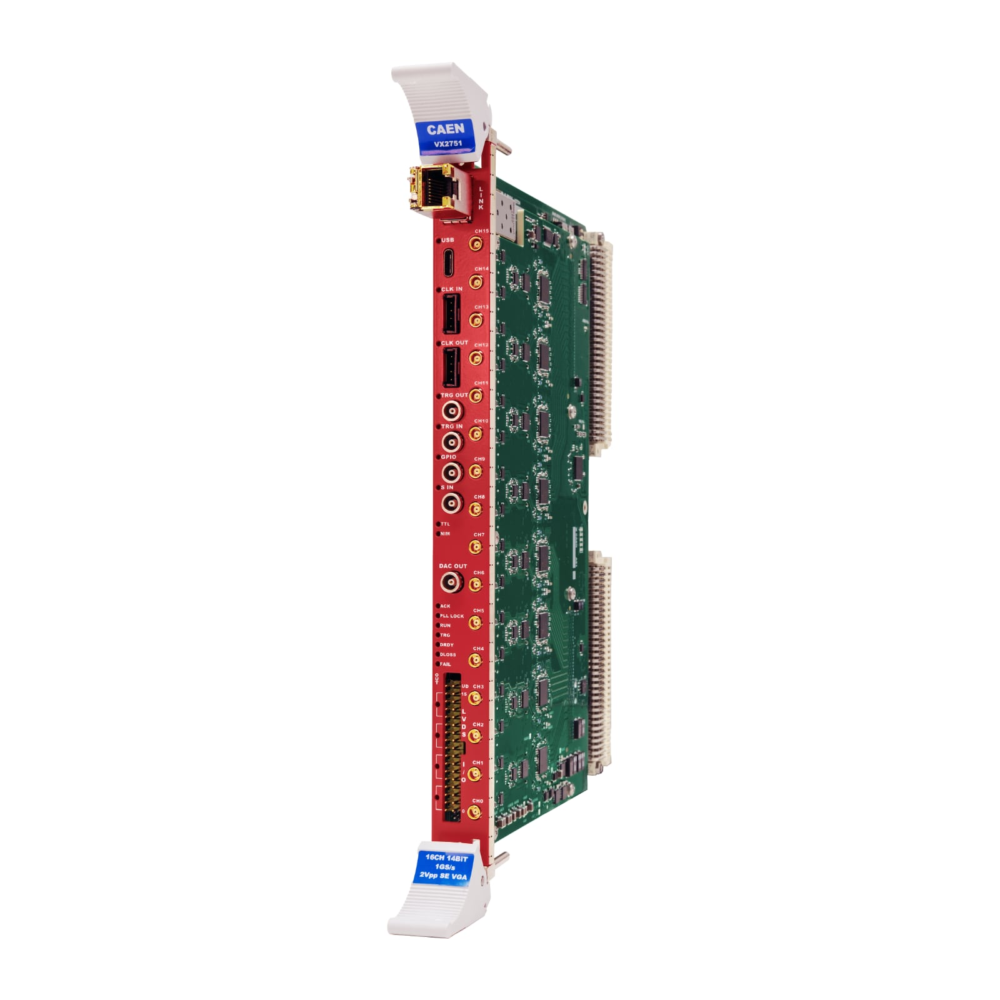 CAEN
VX2751
LINK
CH15
USB
CH14
CLK IN
CH13
CLK OUT
CH12
CH11
TRG OUT
CH10
TRG IN
GPIO
CH9
S IN
CH8
TTL
NIM
CH7
DAC OUT
CH6
ACK
CH5
PLL LOCK
RUN
TRG
DRDY
CH4
DLOSS
FAIL
OUT
UD
CH3
15
LVDS I/O
CH2
CH1
CH0
0
16CH 14BIT
1GS/s
2Vpp SE VGA